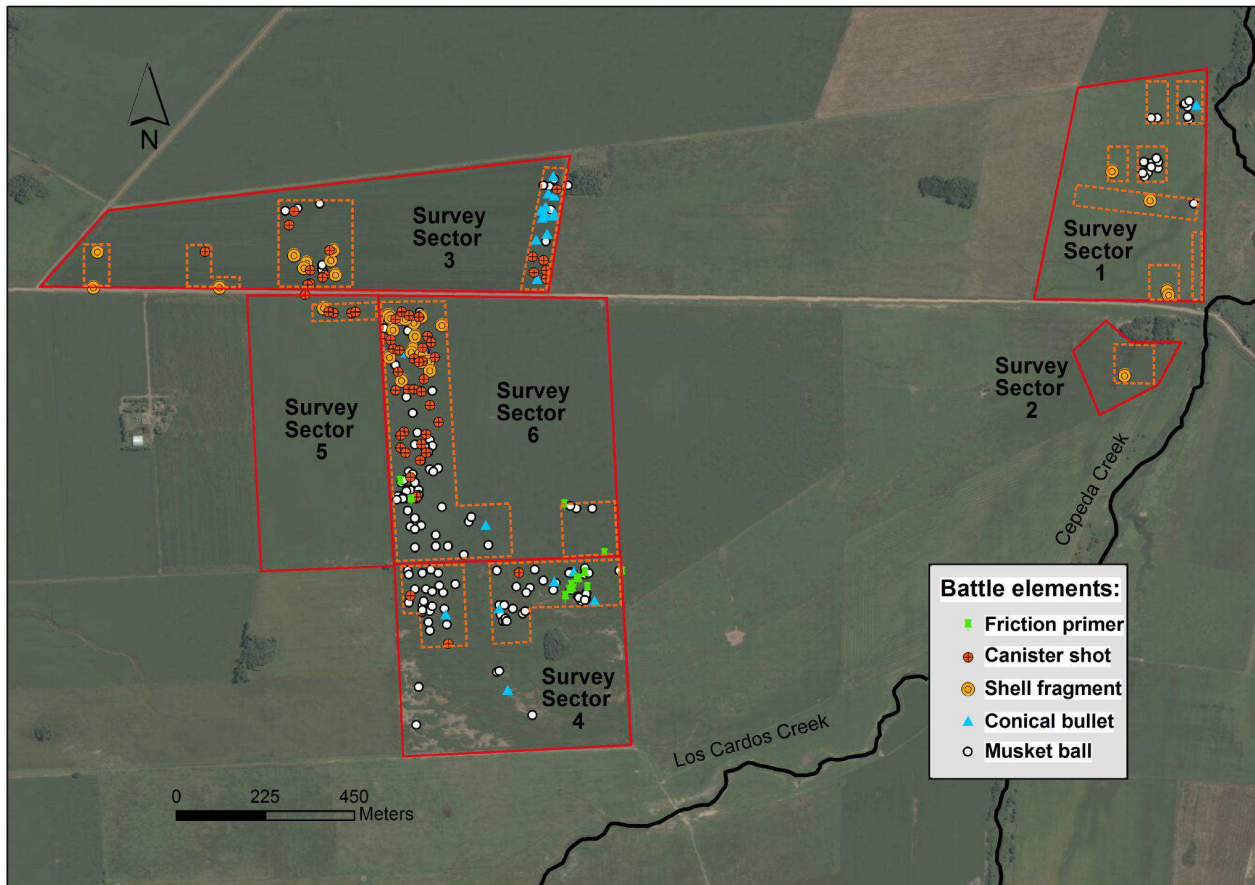 N
Survey
Sector
3
Survey
Sector
1
Survey
Sector
2
Survey
Sector
5
Survey
Sector
6
Cepeda Creek
Battle elements:
Friction primer
Canister shot
Shell fragment
Conical bullet
Musket ball
Survey
Sector
4
Los Cardos Creek
0 225 450
Meters